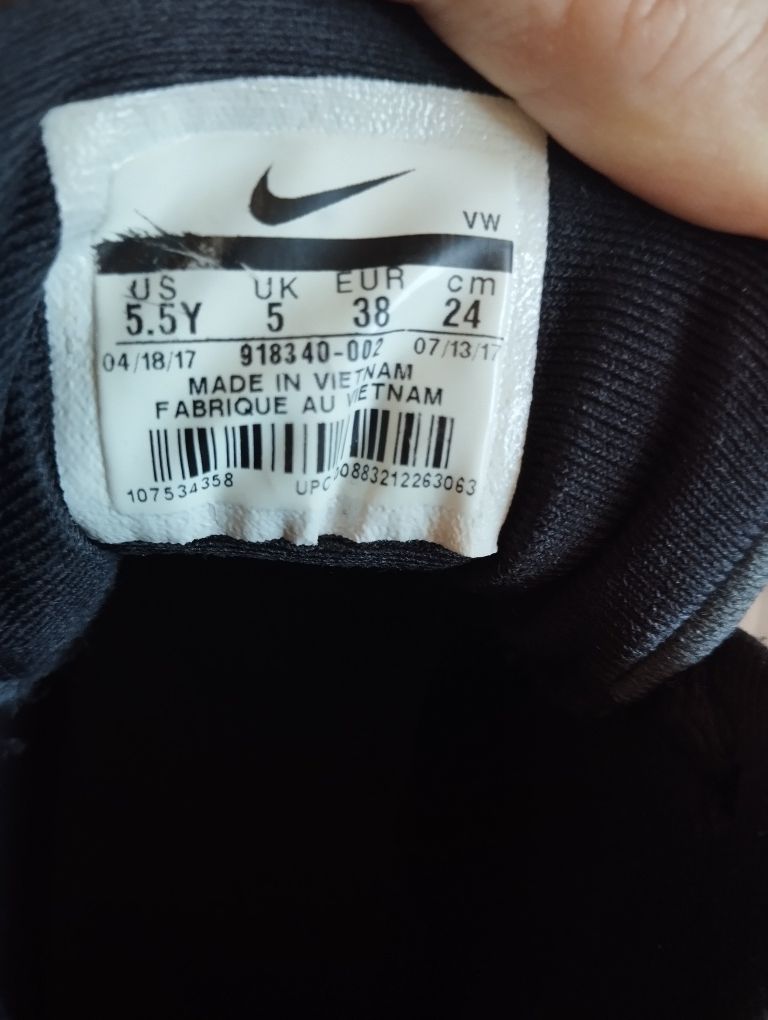 VW
US UK EUR cm
5.5Y 5 38 24
04/18/17 918340-002 07/13/17
MADE IN VIETNAM
FABRIQUE AU VIETNAM
107534358 UPC 00883212263063